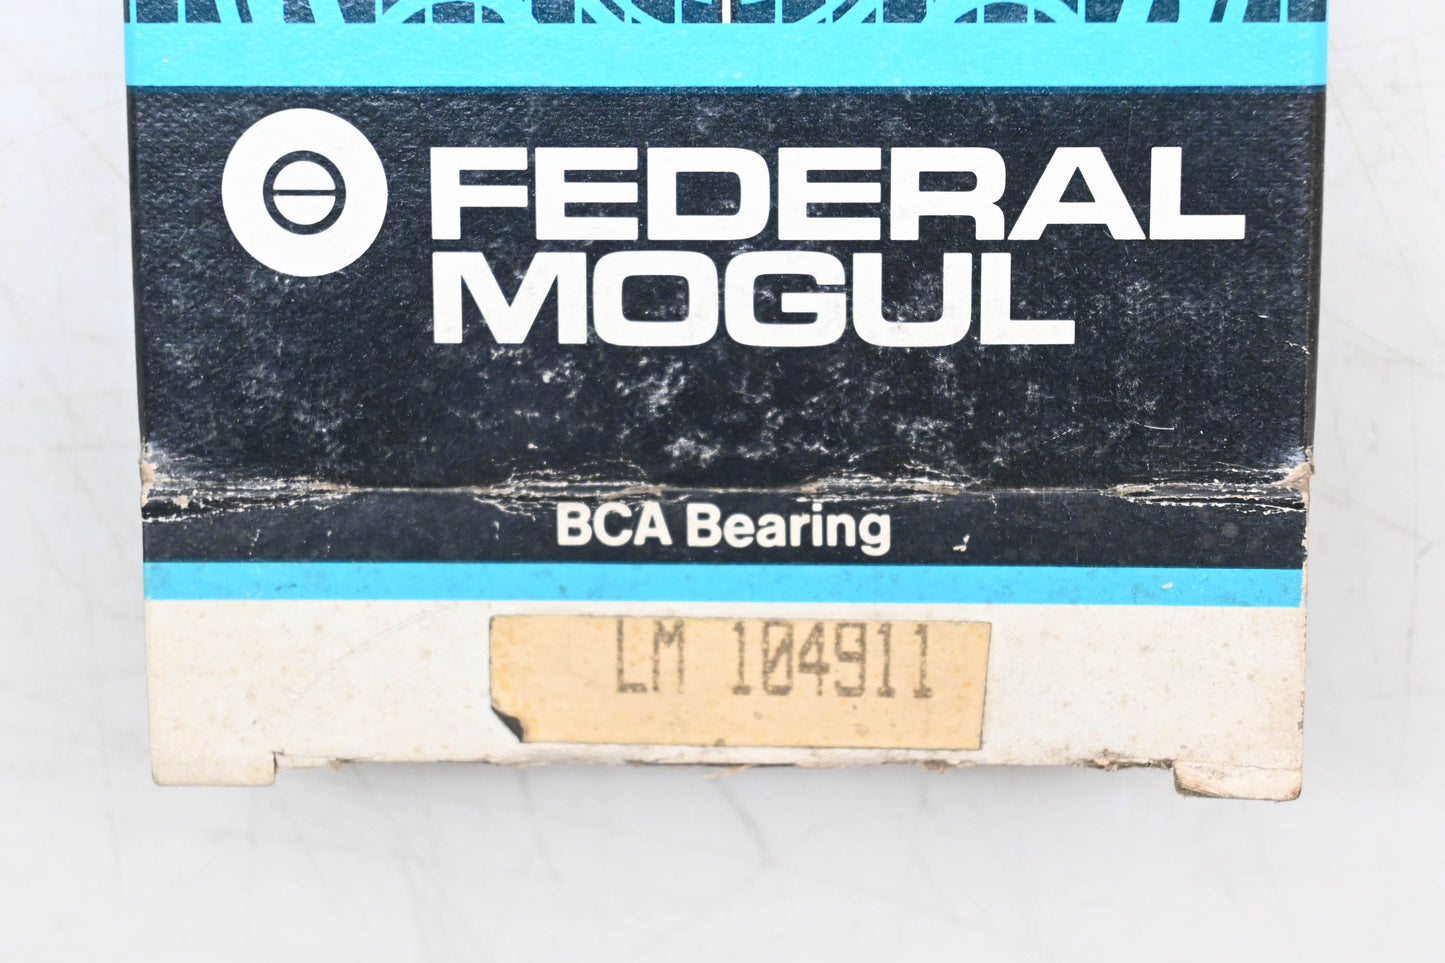 FEDERAL
MOGUL
BCA Bearing
LM 104911